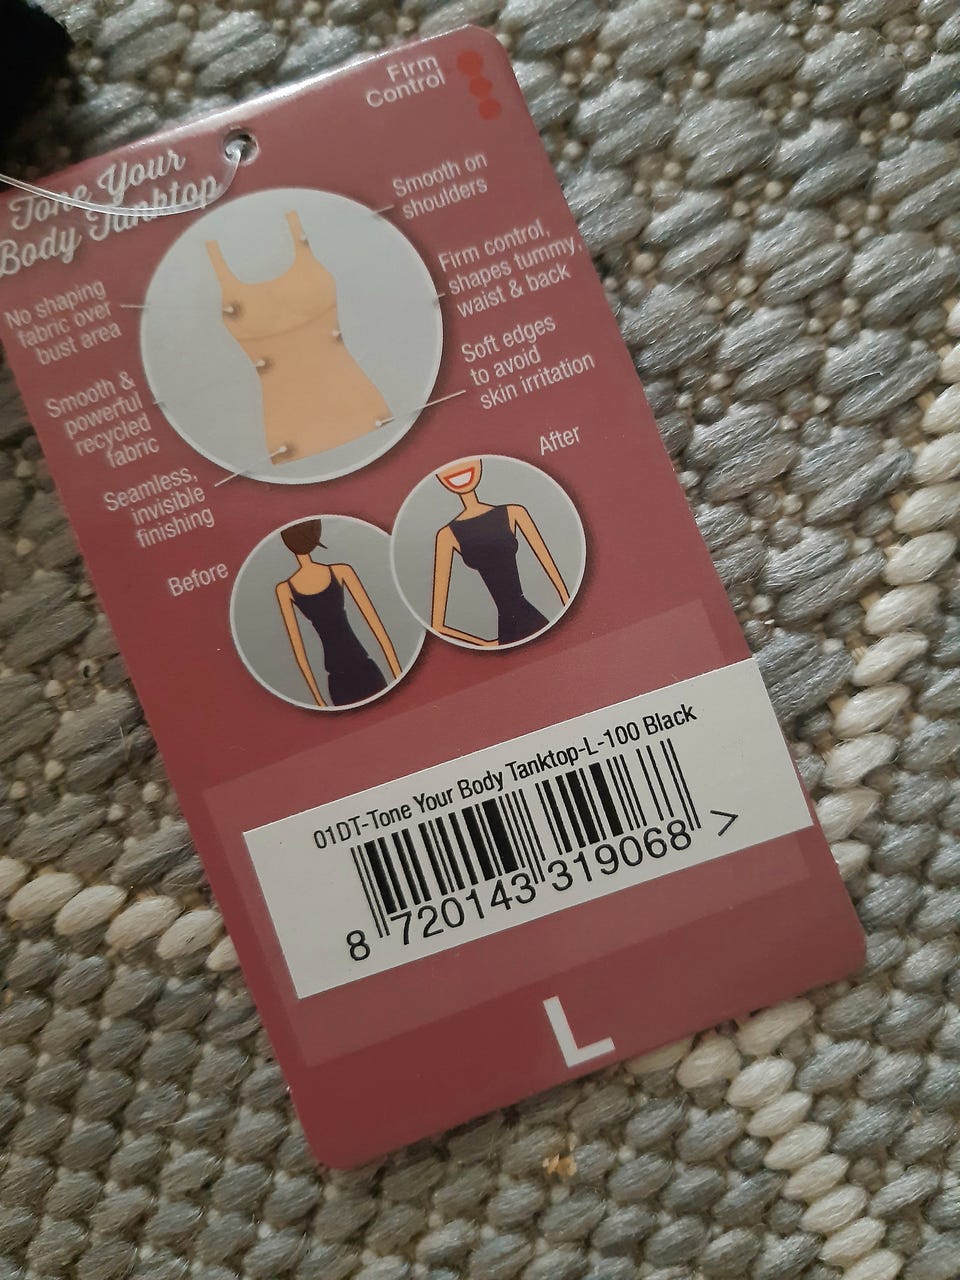 Firm
Control
Tone Your
Body Tanktop
Smooth on
shoulders
Firm control,
shapes tummy,
waist & back
No shaping
fabric over
bust area
Soft edges
to avoid
skin irritation
Smooth &
powerful
recycled
fabric
Seamless,
invisible
finishing
After
Before
01DT-Tone Your Body Tanktop-L-100 Black
8 720143 319068 >
L